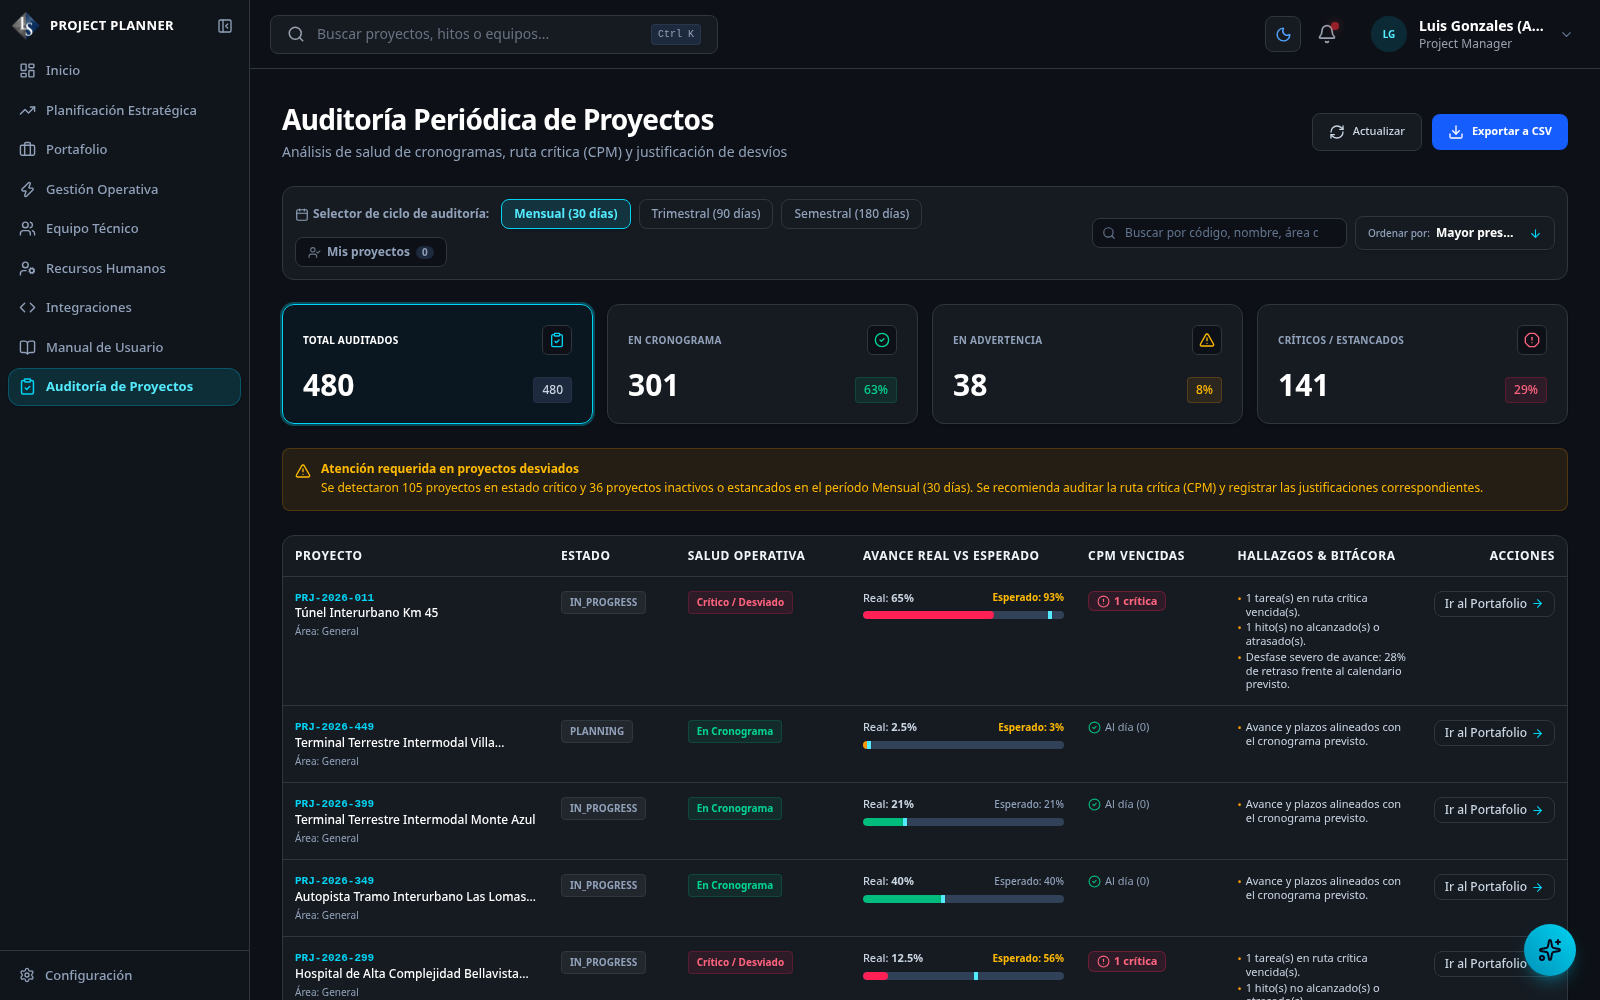 PROJECT PLANNER
Inicio
Planificación Estratégica
Portafolio
Gestión Operativa
Equipo Técnico
Recursos Humanos
Integraciones
Manual de Usuario
Auditoría de Proyectos
Configuración
Buscar proyectos, hitos o equipos...
Ctrl K
LG
Luis Gonzales (A...
Project Manager
Auditoría Periódica de Proyectos
Análisis de salud de cronogramas, ruta crítica (CPM) y justificación de desvíos
Actualizar
Exportar a CSV
Selector de ciclo de auditoría:
Mensual (30 días)
Trimestral (90 días)
Semestral (180 días)
Mis proyectos 0
Buscar por código, nombre, área c
Ordenar por: Mayor pres...
TOTAL AUDITADOS
480
480
EN CRONOGRAMA
301
63%
EN ADVERTENCIA
38
8%
CRÍTICOS / ESTANCADOS
141
29%
Atención requerida en proyectos desviados
Se detectaron 105 proyectos en estado crítico y 36 proyectos inactivos o estancados en el período Mensual (30 días). Se recomienda auditar la ruta crítica (CPM) y registrar las justificaciones correspondientes.
PROYECTO
ESTADO
SALUD OPERATIVA
AVANCE REAL VS ESPERADO
CPM VENCIDAS
HALLAZGOS & BITÁCORA
ACCIONES
PRJ-2026-011
Túnel Interurbano Km 45
Área: General
IN_PROGRESS
Crítico / Desviado
Real: 65%
Esperado: 93%
1 crítica
• 1 tarea(s) en ruta crítica
vencida(s).
• 1 hito(s) no alcanzado(s) o
atrasado(s).
• Desfase severo de avance: 28%
de retraso frente al calendario
previsto.
Ir al Portafolio
PRJ-2026-449
Terminal Terrestre Intermodal Villa...
Área: General
PLANNING
En Cronograma
Real: 2.5%
Esperado: 3%
Al día (0)
• Avance y plazos alineados con
el cronograma previsto.
Ir al Portafolio
PRJ-2026-399
Terminal Terrestre Intermodal Monte Azul
Área: General
IN_PROGRESS
En Cronograma
Real: 21%
Esperado: 21%
Al día (0)
• Avance y plazos alineados con
el cronograma previsto.
Ir al Portafolio
PRJ-2026-349
Autopista Tramo Interurbano Las Lomas...
Área: General
IN_PROGRESS
En Cronograma
Real: 40%
Esperado: 40%
Al día (0)
• Avance y plazos alineados con
el cronograma previsto.
Ir al Portafolio
PRJ-2026-299
Hospital de Alta Complejidad Bellavista...
Área: General
IN_PROGRESS
Crítico / Desviado
Real: 12.5%
Esperado: 56%
1 crítica
• 1 tarea(s) en ruta crítica
vencida(s).
• 1 hito(s) no alcanzado(s) o
Ir al Portafolio